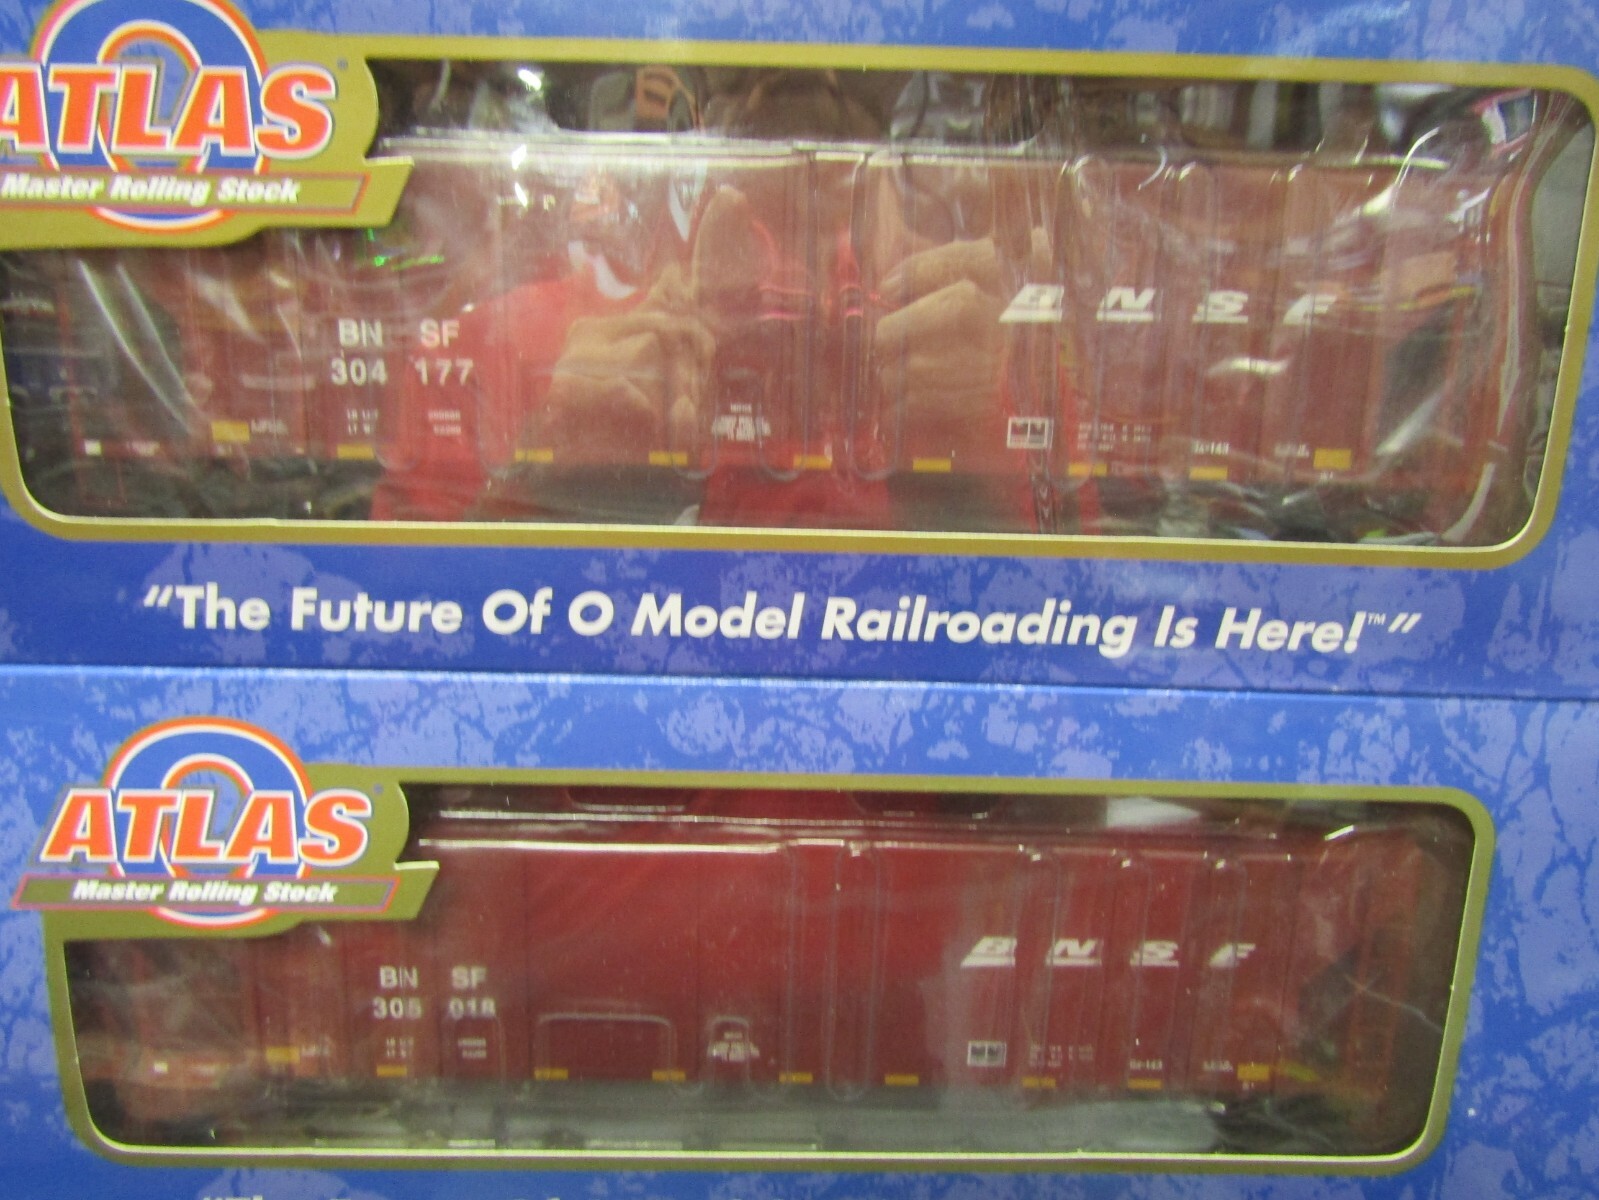 ATLAS
Master Rolling Stock
BN SF
304 177
BNSF
"The Future Of O Model Railroading Is Here!™"
ATLAS
Master Rolling Stock
BN SF
305 018
BNSF